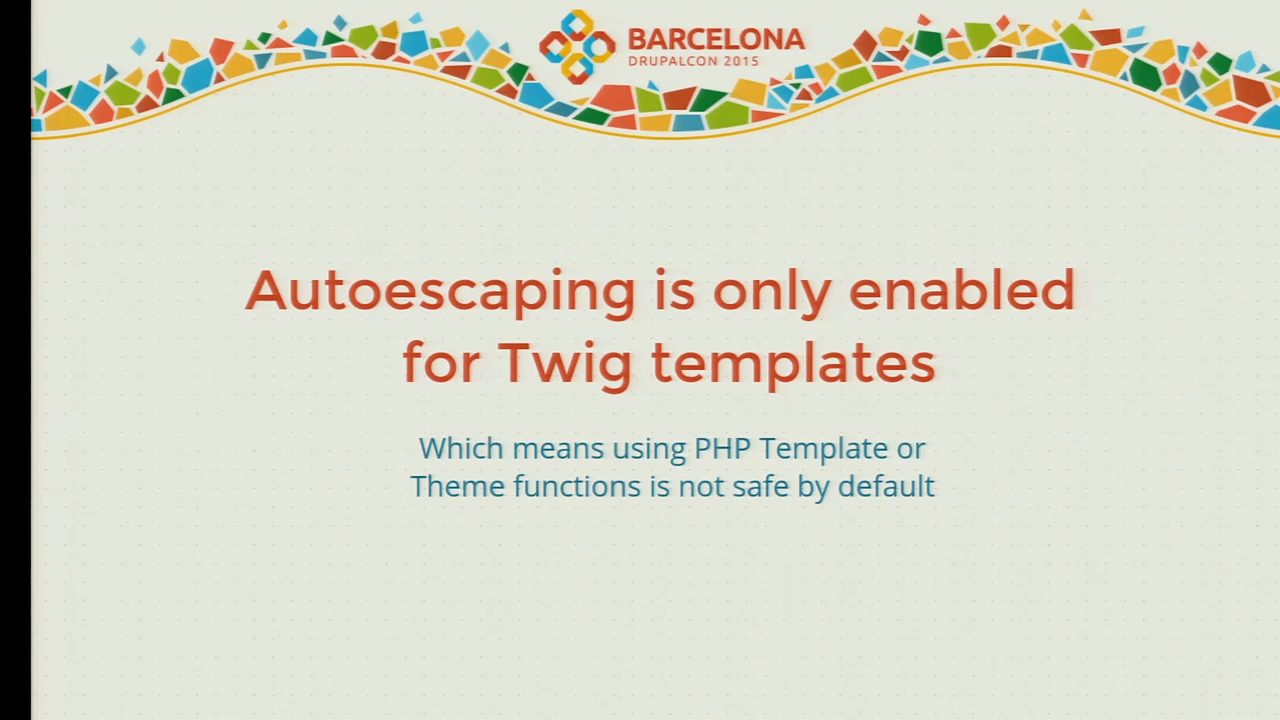 BARCELONA
DRUPALCON 2015
Autoescaping is only enabled
for Twig templates
Which means using PHP Template or
Theme functions is not safe by default